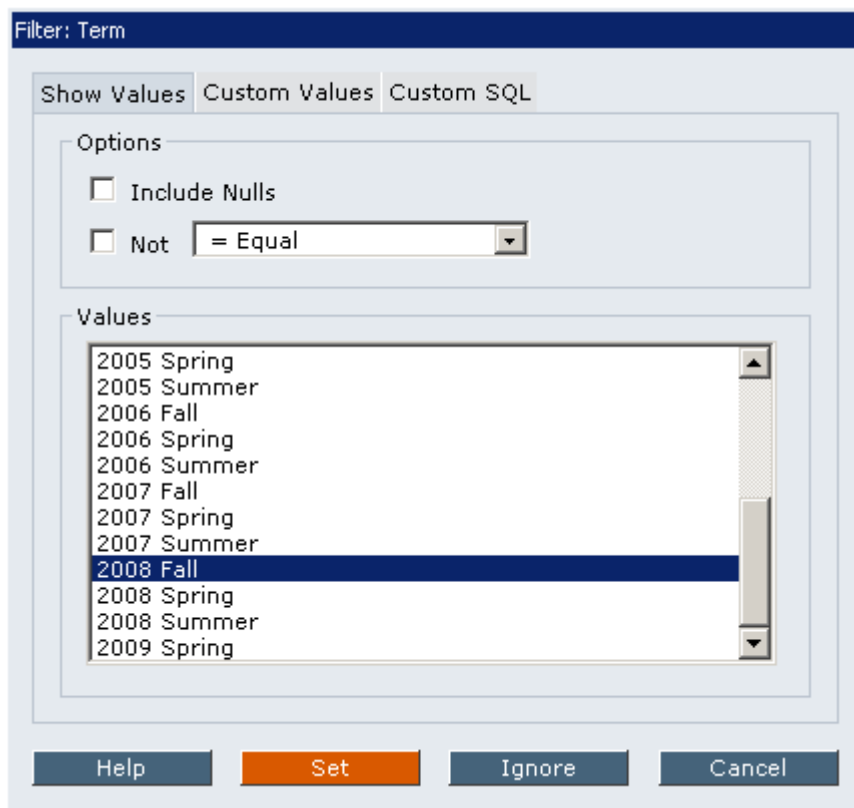 Filter: Term
Show Values Custom Values Custom SQL
Options
Include Nulls
Not = Equal
Values
2005 Spring
2005 Summer
2006 Fall
2006 Spring
2006 Summer
2007 Fall
2007 Spring
2007 Summer
2008 Fall
2008 Spring
2008 Summer
2009 Spring
Help Set Ignore Cancel